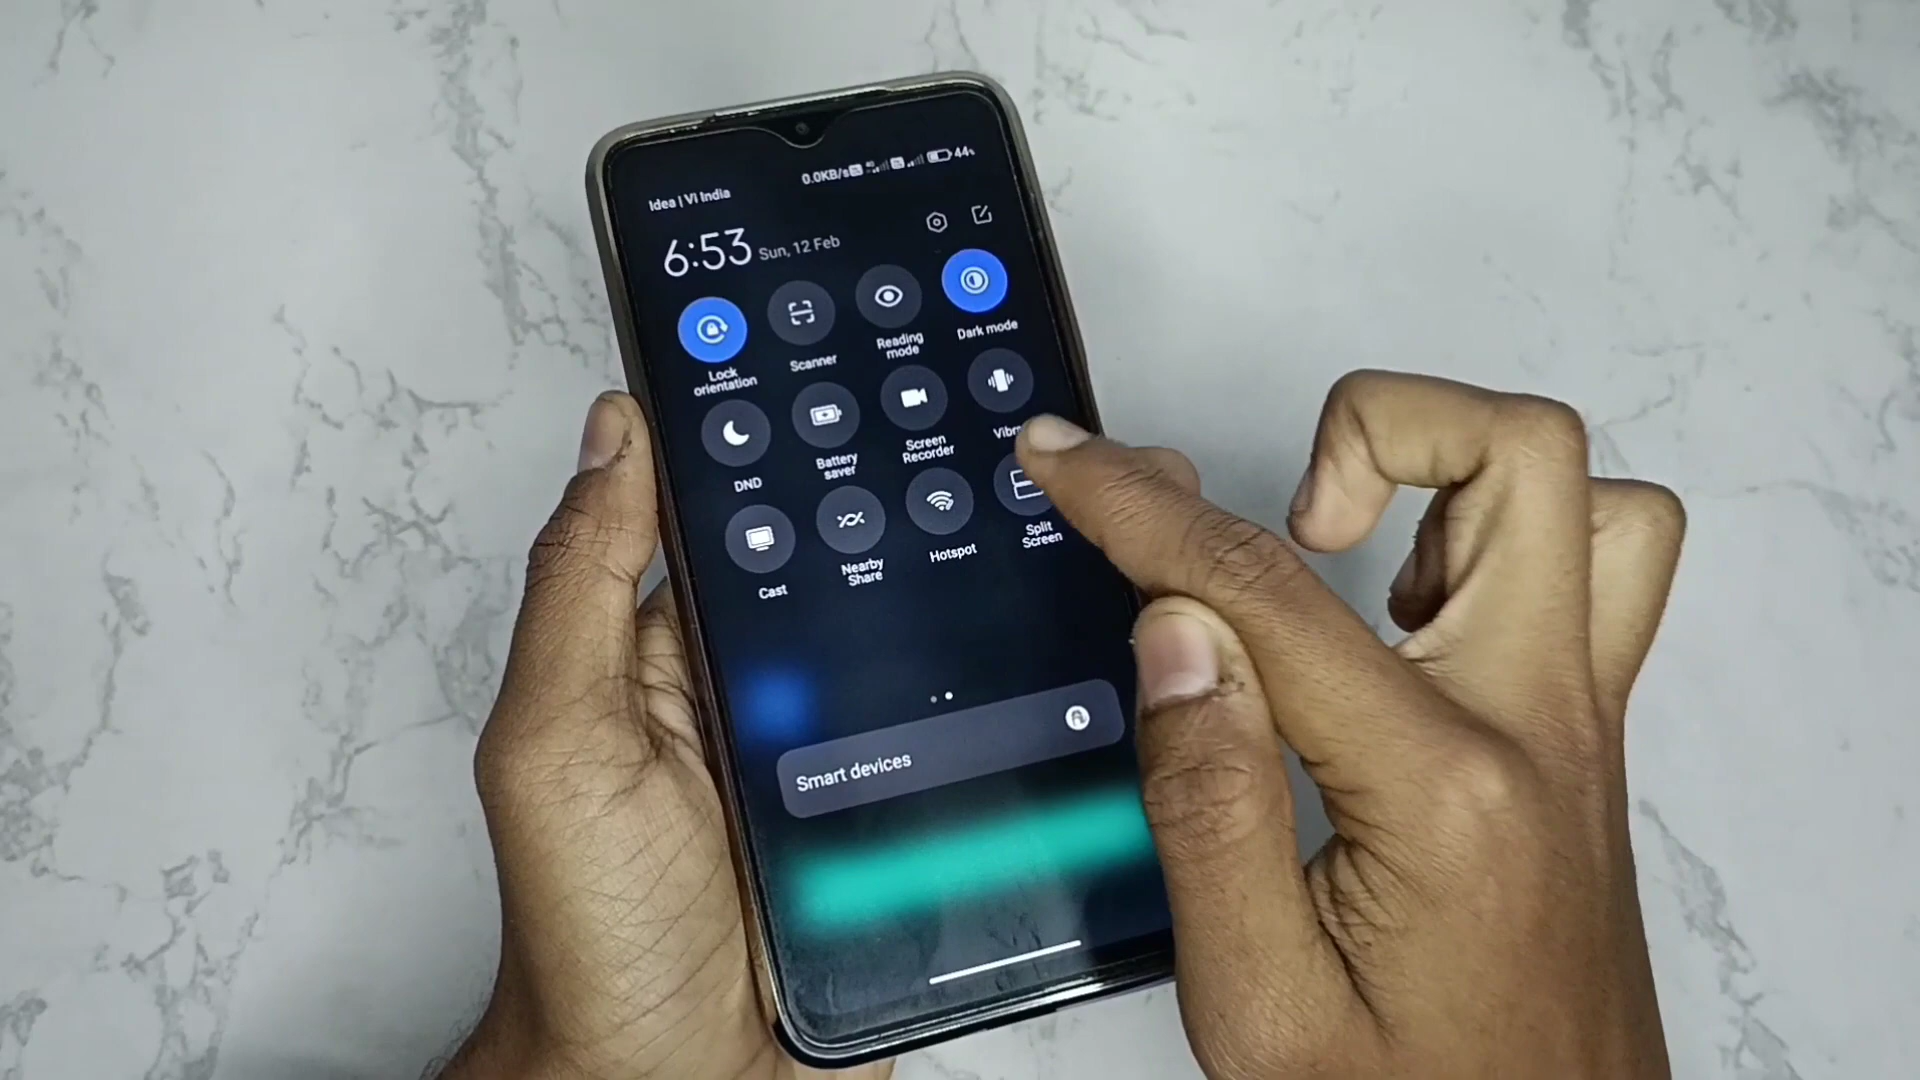 Idea | Vi India
0.0KB/s
44%
6:53 Sun, 12 Feb
Lock
orientation
Scanner
Reading
mode
Dark mode
DND
Battery
saver
Screen
Recorder
Cast
Nearby
Share
Hotspot
Split
Screen
Smart devices